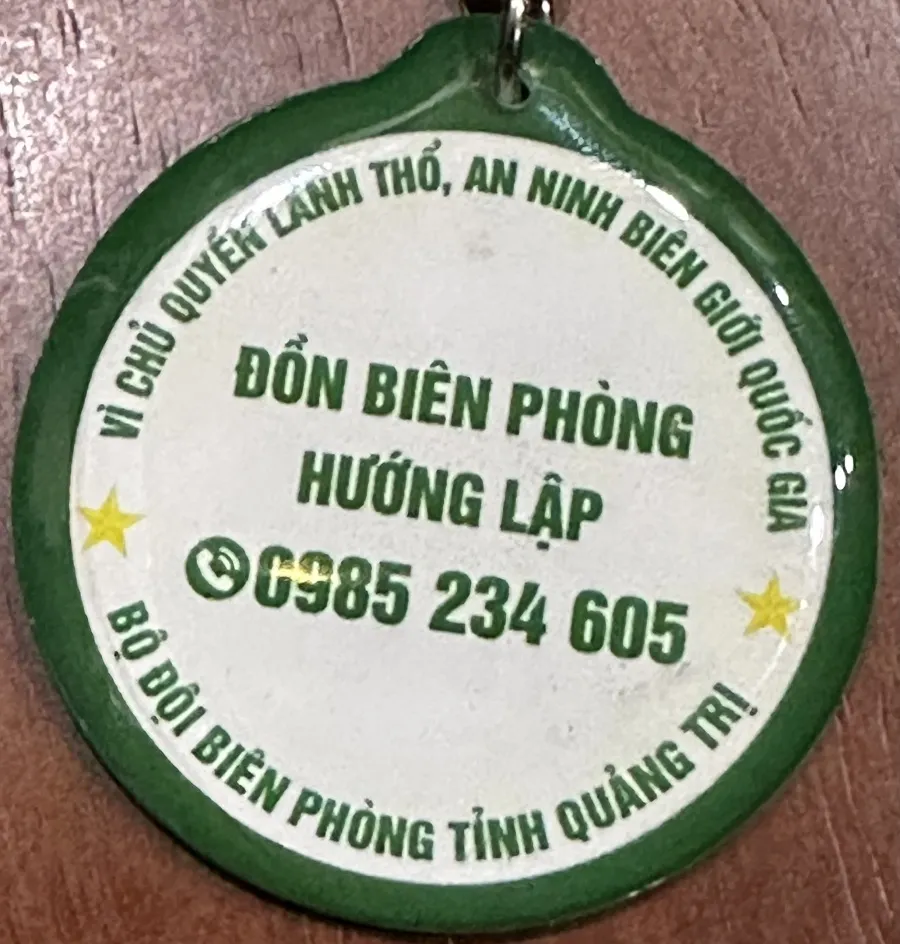 VÌ CHỦ QUYỀN LÃNH THỔ, AN NINH BIÊN GIỚI QUỐC GIA
ĐỒN BIÊN PHÒNG
HƯỚNG LẬP
0985 234 605
BỘ ĐỘI BIÊN PHÒNG TỈNH QUẢNG TRỊ